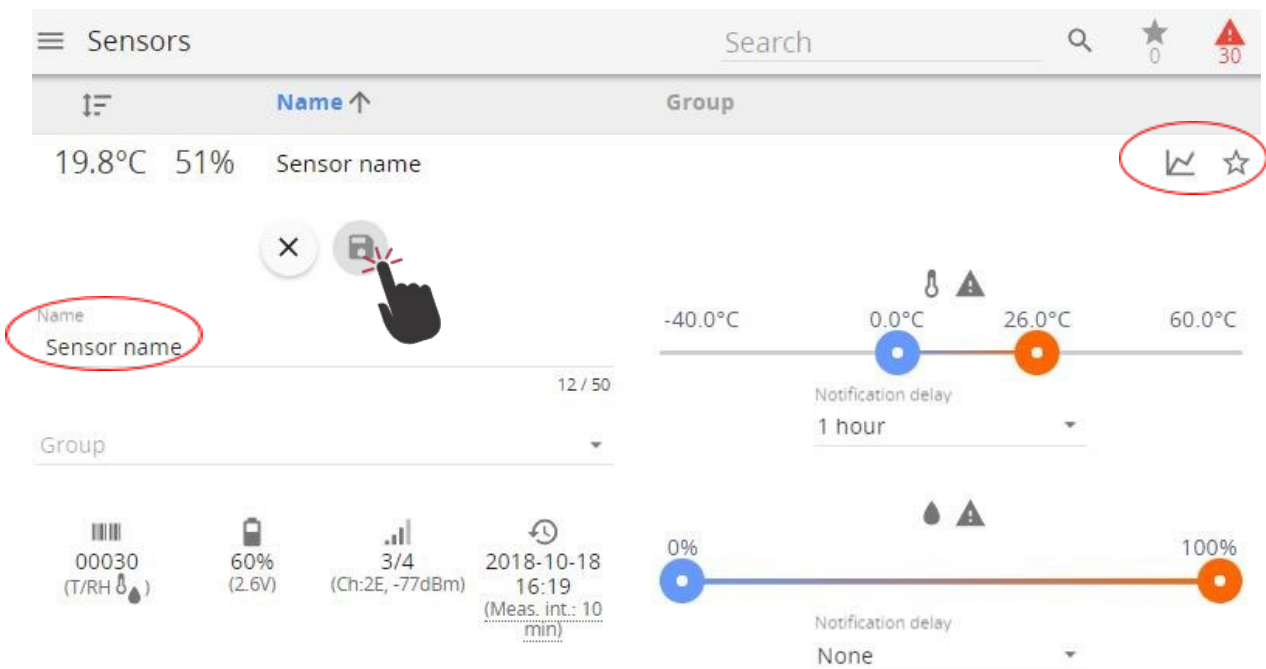 Sensors
Search
0
30
Name
Group
19.8°C 51% Sensor name
Name
Sensor name
12 / 50
Group
00030
(T/RH )
60%
(2.6V)
3/4
(Ch:2E, -77dBm)
2018-10-18
16:19
(Meas. int.: 10
min)
-40.0°C 0.0°C 26.0°C 60.0°C
Notification delay
1 hour
0% 100%
Notification delay
None